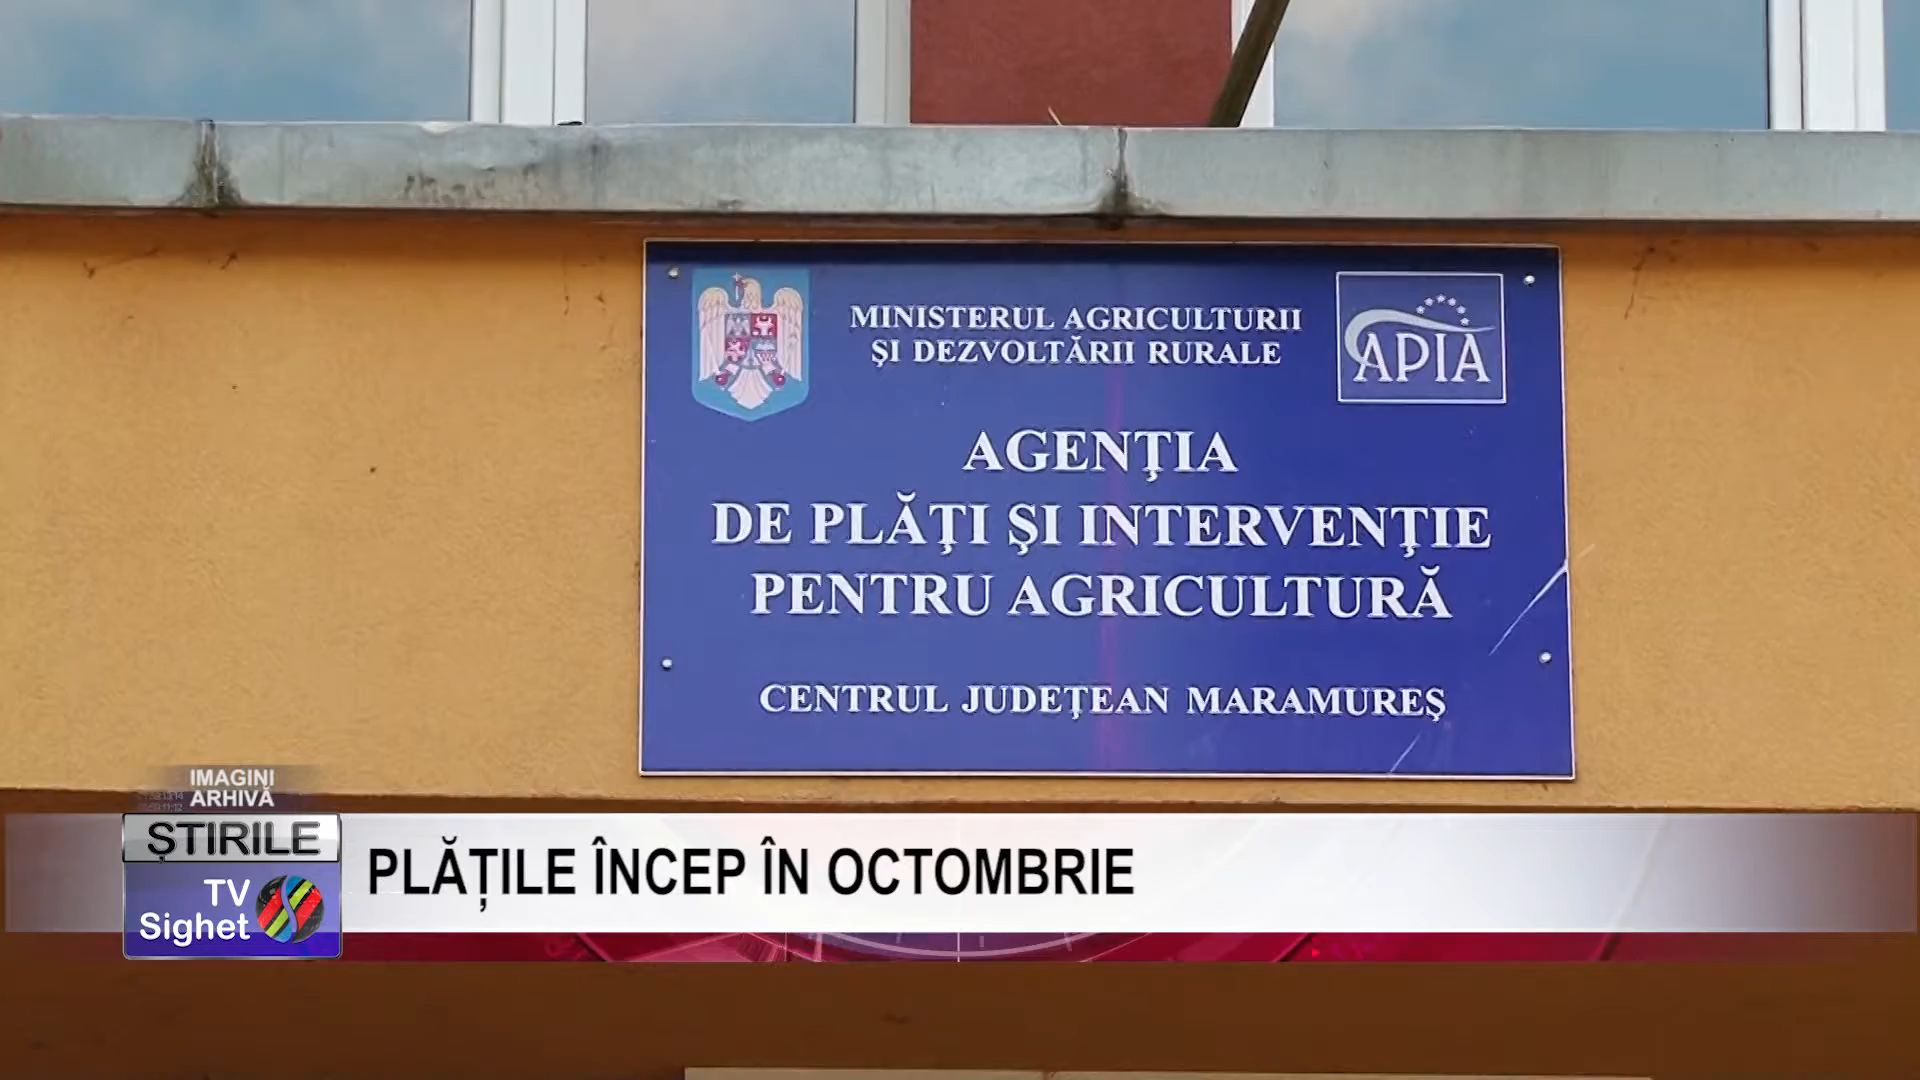 MINISTERUL AGRICULTURII
ŞI DEZVOLTĂRII RURALE
APIA
AGENŢIA
DE PLĂŢI ŞI INTERVENŢIE
PENTRU AGRICULTURĂ
CENTRUL JUDEŢEAN MARAMUREŞ
IMAGINI
ARHIVĂ
ȘTIRILE
TV
Sighet
PLĂȚILE ÎNCEP ÎN OCTOMBRIE